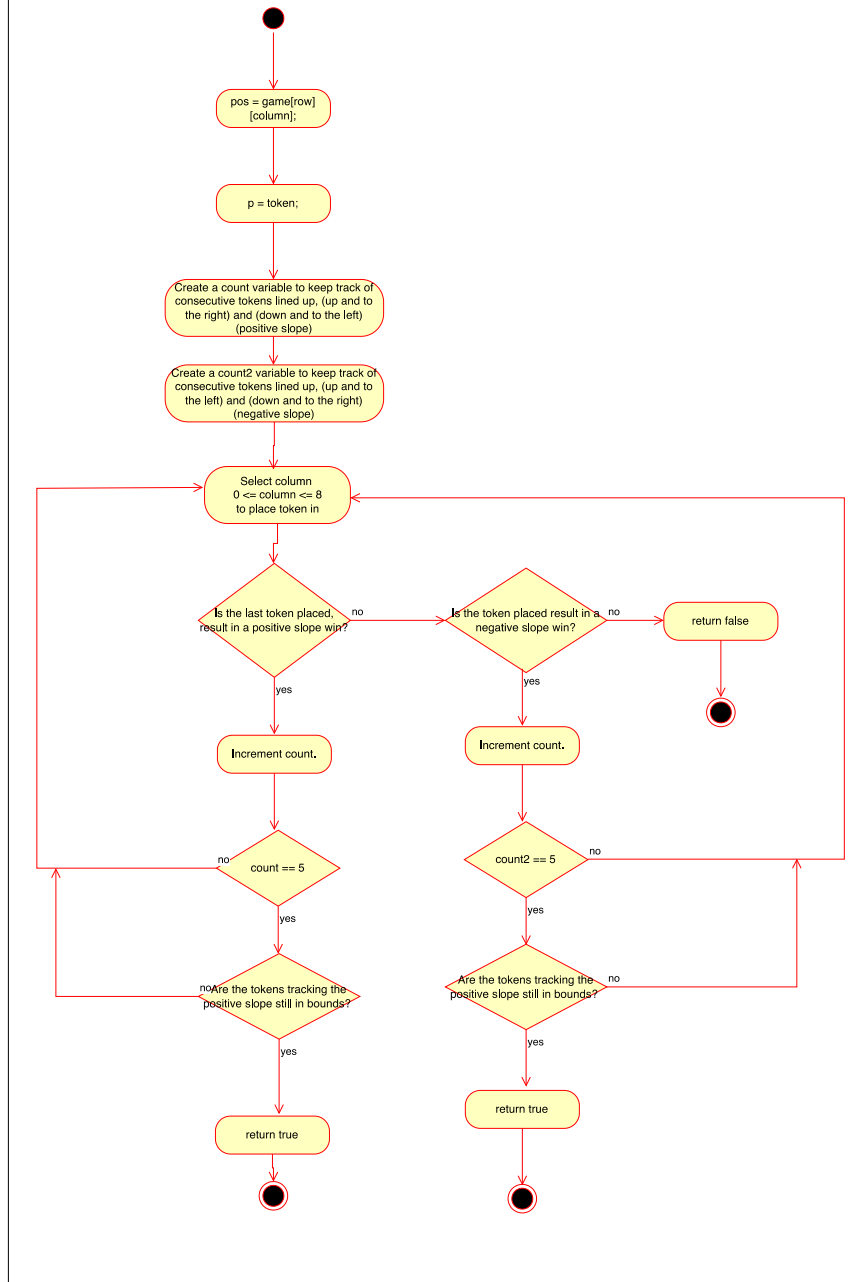 pos = game[row]
[column];
p = token;
Create a count variable to keep track of
consecutive tokens lined up, (up and to
the right) and (down and to the left)
(positive slope)
Create a count2 variable to keep track of
consecutive tokens lined up, (up and to
the left) and (down and to the right)
(negative slope)
Select column
0 <= column <= 8
to place token in
Is the last token placed,
result in a positive slope win?
no
Is the token placed result in a
negative slope win?
no
return false
yes
yes
Increment count.
Increment count.
no
count == 5
count2 == 5
no
yes
yes
no
Are the tokens tracking the
positive slope still in bounds?
Are the tokens tracking the
positive slope still in bounds?
no
yes
yes
return true
return true